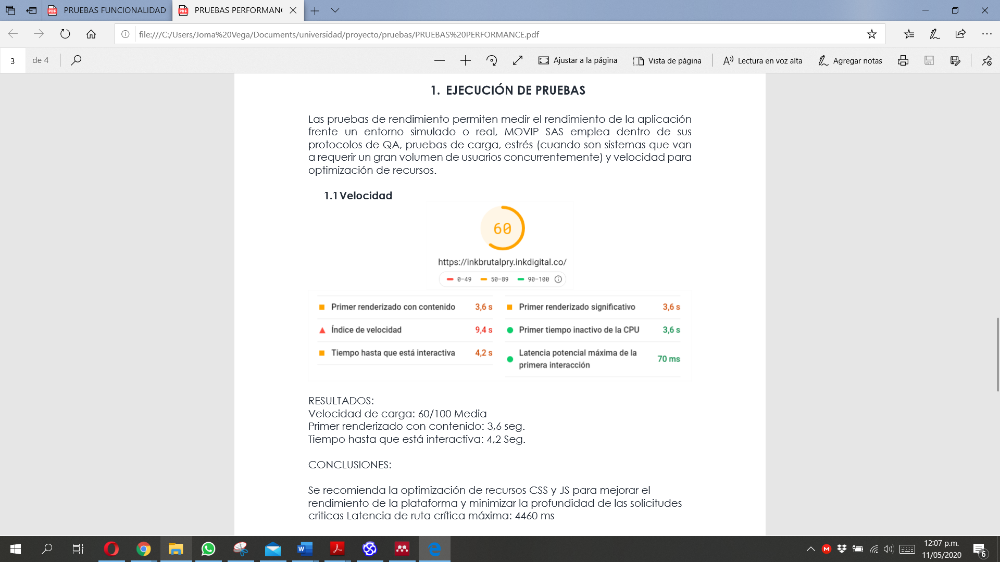 PRUEBAS FUNCIONALIDAD
PRUEBAS PERFORMANC
file:///C:/Users/Joma%20Vega/Documents/universidad/proyecto/pruebas/PRUEBAS%20PERFORMANCE.pdf
3 de 4
Ajustar a la página
Vista de página
Lectura en voz alta
Agregar notas
1. EJECUCIÓN DE PRUEBAS
Las pruebas de rendimiento permiten medir el rendimiento de la aplicación
frente un entorno simulado o real, MOVIP SAS emplea dentro de sus
protocolos de QA, pruebas de carga, estrés (cuando son sistemas que van
a requerir un gran volumen de usuarios concurrentemente) y velocidad para
optimización de recursos.
1.1 Velocidad
60
https://inkbrutalpry.inkdigital.co/
0-49 50-89 90-100
Primer renderizado con contenido 3,6 s
Índice de velocidad 9,4 s
Tiempo hasta que está interactiva 4,2 s
Primer renderizado significativo 3,6 s
Primer tiempo inactivo de la CPU 3,6 s
Latencia potencial máxima de la
primera interacción 70 ms
RESULTADOS:
Velocidad de carga: 60/100 Media
Primer renderizado con contenido: 3,6 seg.
Tiempo hasta que está interactiva: 4,2 Seg.
CONCLUSIONES:
Se recomienda la optimización de recursos CSS y JS para mejorar el
rendimiento de la plataforma y minimizar la profundidad de las solicitudes
criticas Latencia de ruta crítica máxima: 4460 ms
12:07 p.m.
11/05/2020
6